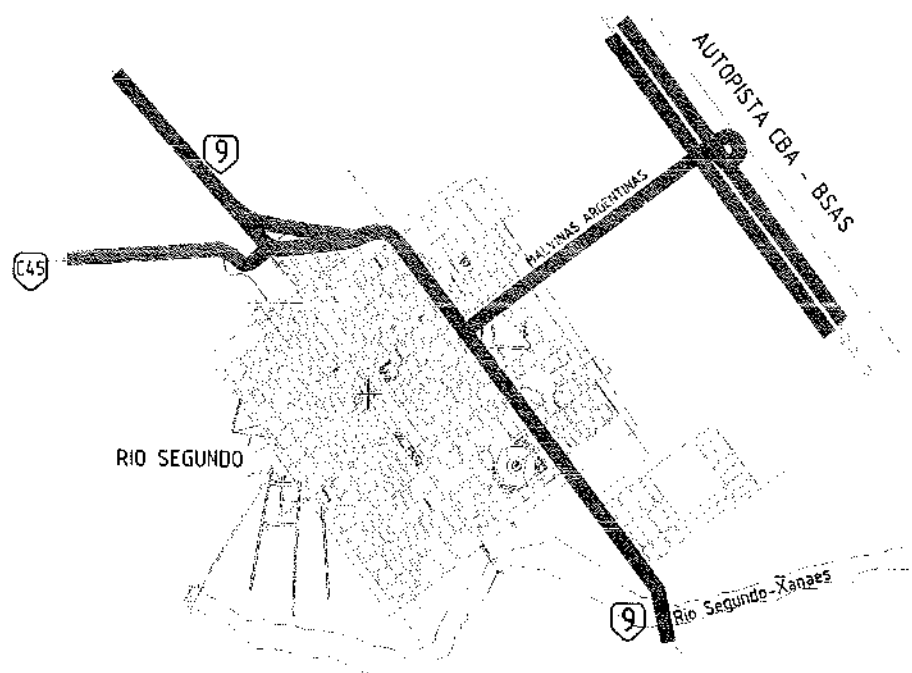 AUTOPISTA CBA - BSAS
9
MALVINAS ARGENTINAS
C45
RIO SEGUNDO
9
Rio Segundo-Xanaes